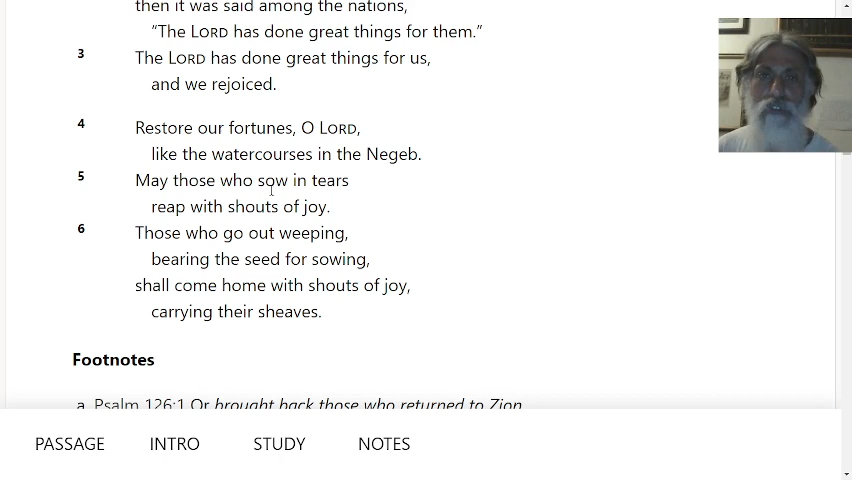 then it was said among the nations,
“The LORD has done great things for them.”
3 The LORD has done great things for us,
and we rejoiced.
4 Restore our fortunes, O LORD,
like the watercourses in the Negeb.
5 May those who sow in tears
reap with shouts of joy.
6 Those who go out weeping,
bearing the seed for sowing,
shall come home with shouts of joy,
carrying their sheaves.
Footnotes
a. Psalm 126:1 Or brought back those who returned to Zion
PASSAGE INTRO STUDY NOTES